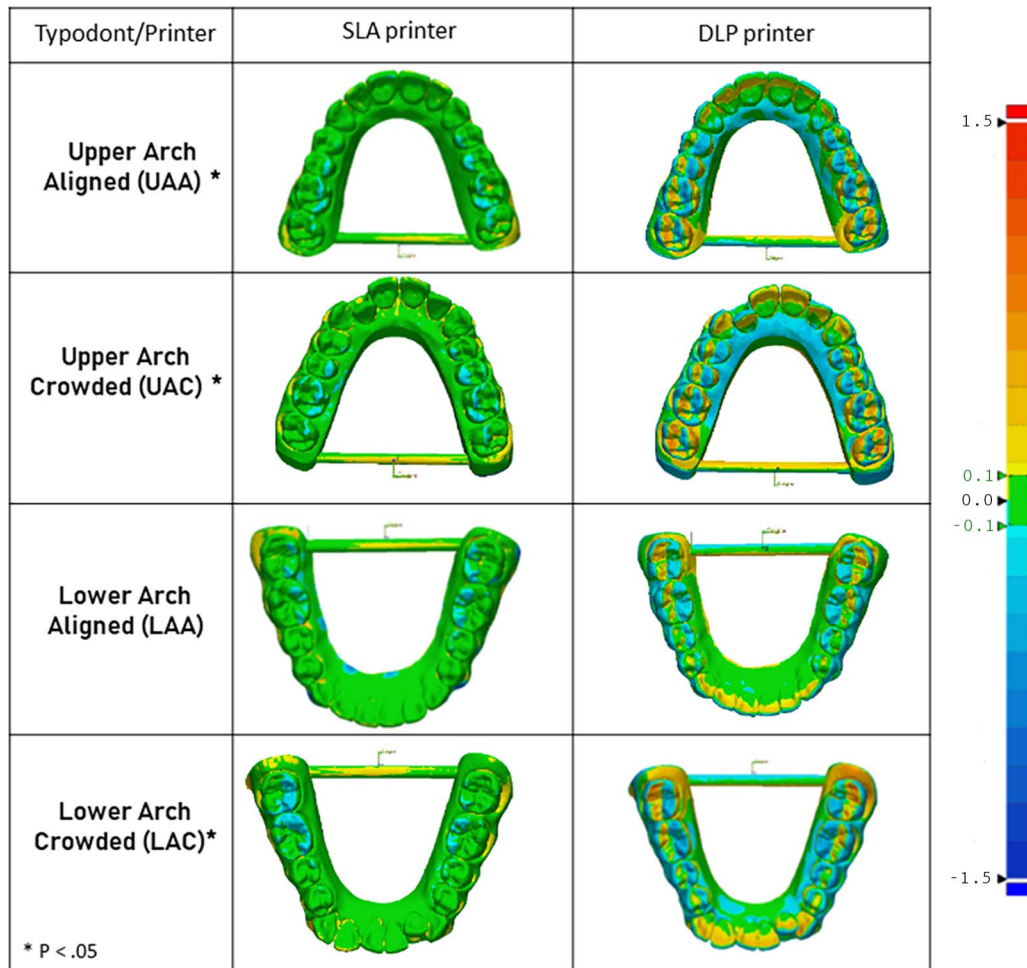 Typodont/Printer
SLA printer
DLP printer
Upper Arch
Aligned (UAA) *
Upper Arch
Crowded (UAC) *
Lower Arch
Aligned (LAA)
Lower Arch
Crowded (LAC)*
* P < .05
1.5
0.1
0.0
-0.1
-1.5